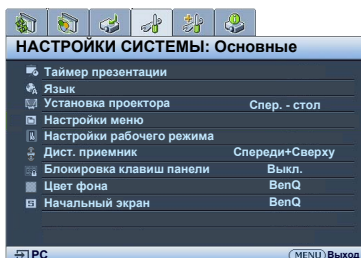 НАСТРОЙКИ СИСТЕМЫ: Основные
Таймер презентации
Язык
Установка проектора Спер. - стол
Настройки меню
Настройки рабочего режима
Дист. приемник Спереди+Сверху
Блокировка клавиш панели Выкл.
Цвет фона BenQ
Начальный экран BenQ
PC MENU Выход